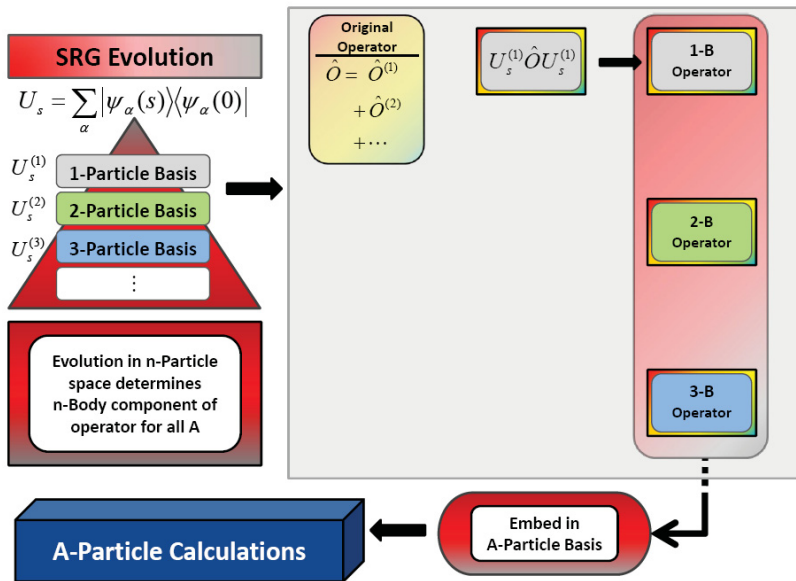 SRG Evolution
U_s = ∑_α |ψ_α(s)⟩⟨ψ_α(0)|
U_s^(1)
1-Particle Basis
U_s^(2)
2-Particle Basis
U_s^(3)
3-Particle Basis
⋮
Evolution in n-Particle
space determines
n-Body component of
operator for all A
Original
Operator
Ô = Ô^(1)
+ Ô^(2)
+ ⋯
U_s^(1) Ô U_s^(1)
1-B
Operator
2-B
Operator
3-B
Operator
Embed in
A-Particle Basis
A-Particle Calculations